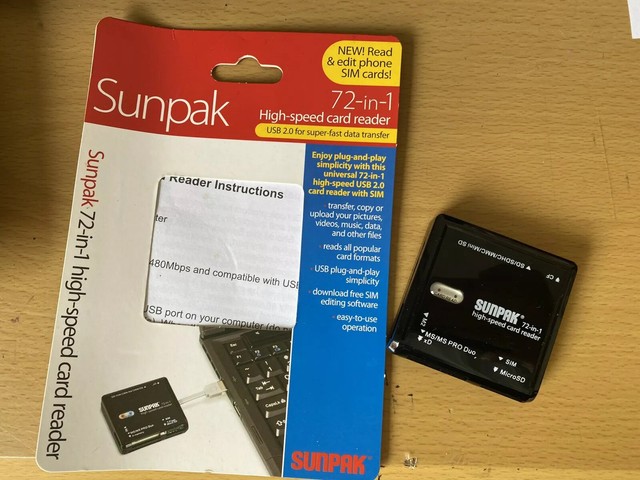 NEW! Read
& edit phone
SIM cards!
Sunpak
72-in-1
High-speed card reader
USB 2.0 for super-fast data transfer
Enjoy plug-and-play
simplicity with this
universal 72-in-1
high-speed USB 2.0
card reader with SIM
transfer, copy or
upload your pictures,
videos, music, data,
and other files
reads all popular
card formats
USB plug-and-play
simplicity
download free SIM
editing software
easy-to-use
operation
Sunpak 72-in-1 high-speed card reader
Reader Instructions
480Mbps and compatible with USB
USB port on your computer
SUNPAK
SUNPAK
SD/SDHC/MMC/Mini SD
CF
SUNPAK
72-in-1
high-speed card reader
M2
MS/MS PRO Duo
xD
SIM
MicroSD